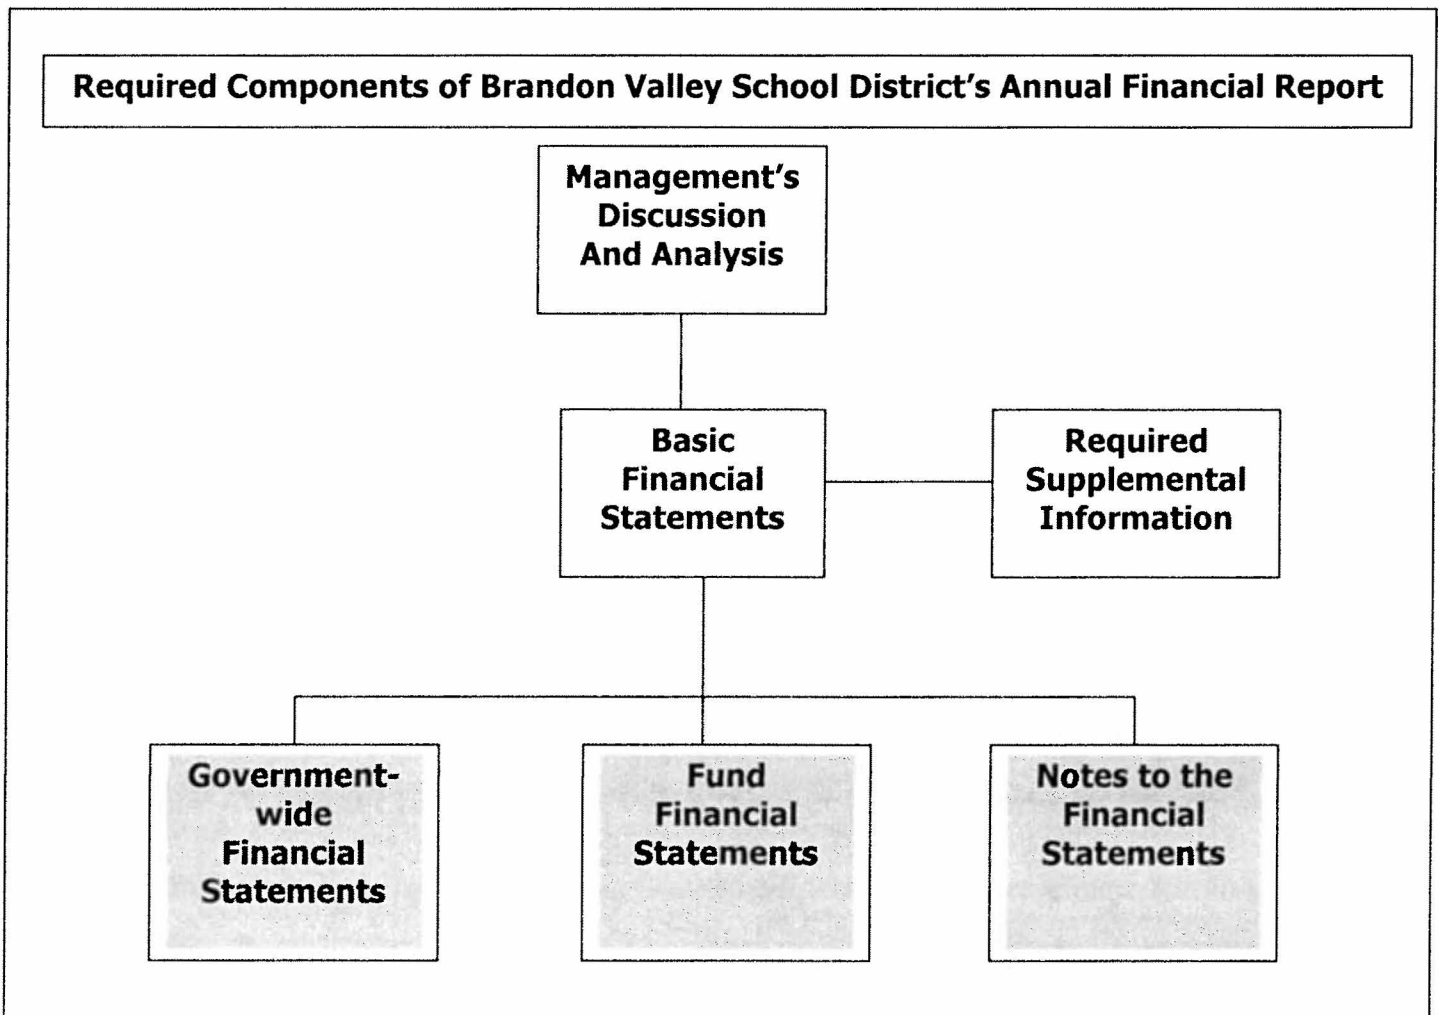 Required Components of Brandon Valley School District's Annual Financial Report
Management's
Discussion
And Analysis
Basic
Financial
Statements
Required
Supplemental
Information
Government-
wide
Financial
Statements
Fund
Financial
Statements
Notes to the
Financial
Statements